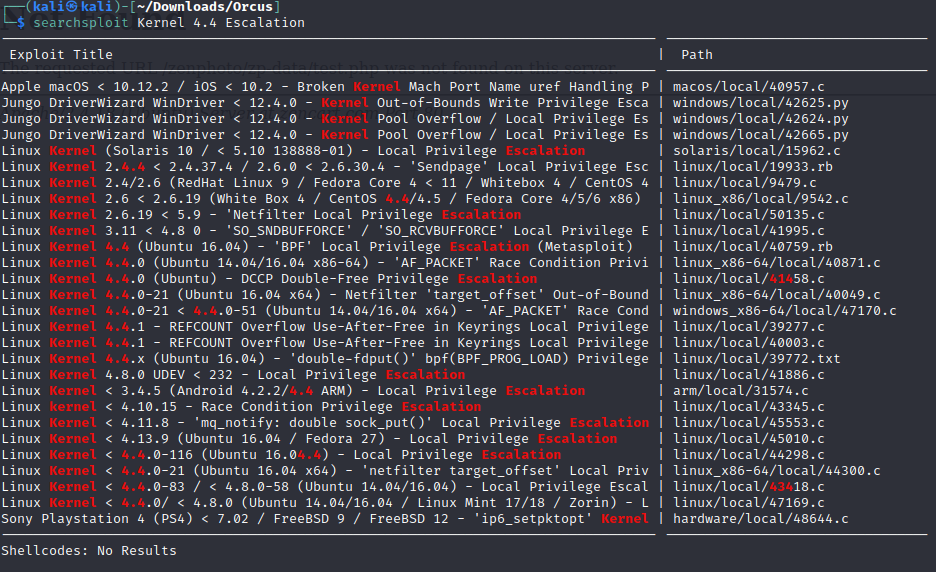 (kali㉿kali)-[~/Downloads/Orcus]
$ searchsploit Kernel 4.4 Escalation
Exploit Title | Path
The requested URL /zenphoto/zp-data/test.php was not found on this server.
Apple macOS < 10.12.2 / iOS < 10.2 - Broken Kernel Mach Port Name uref Handling P | macos/local/40957.c
Jungo DriverWizard WinDriver < 12.4.0 - Kernel Out-of-Bounds Write Privilege Esca | windows/local/42625.py
Jungo DriverWizard WinDriver < 12.4.0 - Kernel Pool Overflow / Local Privilege Es | windows/local/42624.py
Jungo DriverWizard WinDriver < 12.4.0 - Kernel Pool Overflow / Local Privilege Es | windows/local/42665.py
Linux Kernel (Solaris 10 / < 5.10 138888-01) - Local Privilege Escalation | solaris/local/15962.c
Linux Kernel 2.4.4 < 2.4.37.4 / 2.6.0 < 2.6.30.4 - 'Sendpage' Local Privilege Esc | linux/local/19933.rb
Linux Kernel 2.4/2.6 (RedHat Linux 9 / Fedora Core 4 < 11 / Whitebox 4 / CentOS 4 | linux/local/9479.c
Linux Kernel 2.6 < 2.6.19 (White Box 4 / CentOS 4.4/4.5 / Fedora Core 4/5/6 x86) | linux_x86/local/9542.c
Linux Kernel 2.6.19 < 5.9 - 'Netfilter Local Privilege Escalation | linux/local/50135.c
Linux Kernel 3.11 < 4.8 0 - 'SO_SNDBUFFORCE' / 'SO_RCVBUFFORCE' Local Privilege E | linux/local/41995.c
Linux Kernel 4.4 (Ubuntu 16.04) - 'BPF' Local Privilege Escalation (Metasploit) | linux/local/40759.rb
Linux Kernel 4.4.0 (Ubuntu 14.04/16.04 x86-64) - 'AF_PACKET' Race Condition Privi | linux_x86-64/local/40871.c
Linux Kernel 4.4.0 (Ubuntu) - DCCP Double-Free Privilege Escalation | linux/local/41458.c
Linux Kernel 4.4.0-21 (Ubuntu 16.04 x64) - Netfilter 'target_offset' Out-of-Bound | linux_x86-64/local/40049.c
Linux Kernel 4.4.0-21 < 4.4.0-51 (Ubuntu 14.04/16.04 x64) - 'AF_PACKET' Race Cond | windows_x86-64/local/47170.c
Linux Kernel 4.4.1 - REFCOUNT Overflow Use-After-Free in Keyrings Local Privilege | linux/local/39277.c
Linux Kernel 4.4.1 - REFCOUNT Overflow Use-After-Free in Keyrings Local Privilege | linux/local/40003.c
Linux Kernel 4.4.x (Ubuntu 16.04) - 'double-fdput()' bpf(BPF_PROG_LOAD) Privilege | linux/local/39772.txt
Linux Kernel 4.8.0 UDEV < 232 - Local Privilege Escalation | linux/local/41886.c
Linux kernel < 3.4.5 (Android 4.2.2/4.4 ARM) - Local Privilege Escalation | arm/local/31574.c
Linux kernel < 4.10.15 - Race Condition Privilege Escalation | linux/local/43345.c
Linux Kernel < 4.11.8 - 'mq_notify: double sock_put()' Local Privilege Escalation | linux/local/45553.c
Linux Kernel < 4.13.9 (Ubuntu 16.04 / Fedora 27) - Local Privilege Escalation | linux/local/45010.c
Linux Kernel < 4.4.0-116 (Ubuntu 16.04.4) - Local Privilege Escalation | linux/local/44298.c
Linux Kernel < 4.4.0-21 (Ubuntu 16.04 x64) - 'netfilter target_offset' Local Priv | linux_x86-64/local/44300.c
Linux Kernel < 4.4.0-83 / < 4.8.0-58 (Ubuntu 14.04/16.04) - Local Privilege Escal | linux/local/43418.c
Linux Kernel < 4.4.0/ < 4.8.0 (Ubuntu 14.04/16.04 / Linux Mint 17/18 / Zorin) - L | linux/local/47169.c
Sony Playstation 4 (PS4) < 7.02 / FreeBSD 9 / FreeBSD 12 - 'ip6_setpktopt' Kernel | hardware/local/48644.c
Shellcodes: No Results